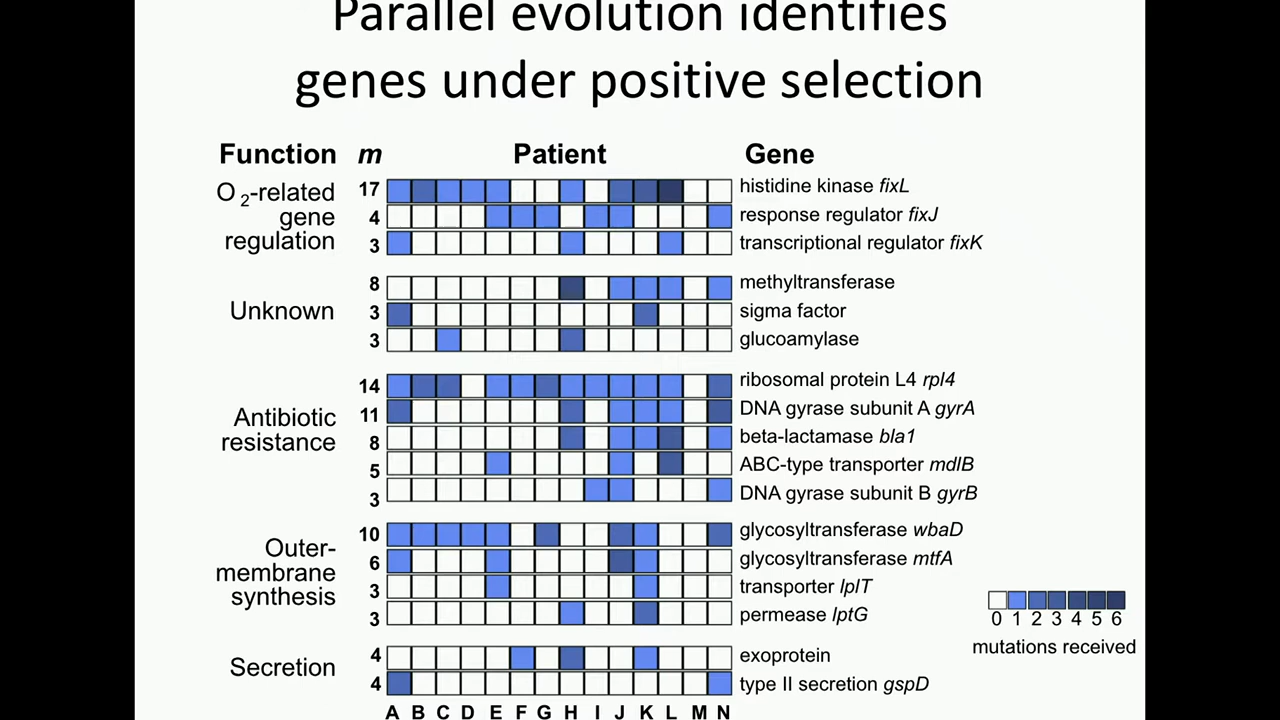 Parallel evolution identifies
genes under positive selection
Function m Patient Gene
O2-related
gene
regulation
17 histidine kinase fixL
4 response regulator fixJ
3 transcriptional regulator fixK
Unknown
8 methyltransferase
3 sigma factor
3 glucoamylase
Antibiotic
resistance
14 ribosomal protein L4 rpl4
11 DNA gyrase subunit A gyrA
8 beta-lactamase bla1
5 ABC-type transporter mdlB
3 DNA gyrase subunit B gyrB
Outer-
membrane
synthesis
10 glycosyltransferase wbaD
6 glycosyltransferase mtfA
3 transporter lplT
3 permease lptG
Secretion
4 exoprotein
4 type II secretion gspD
A B C D E F G H I J K L M N
0 1 2 3 4 5 6
mutations received